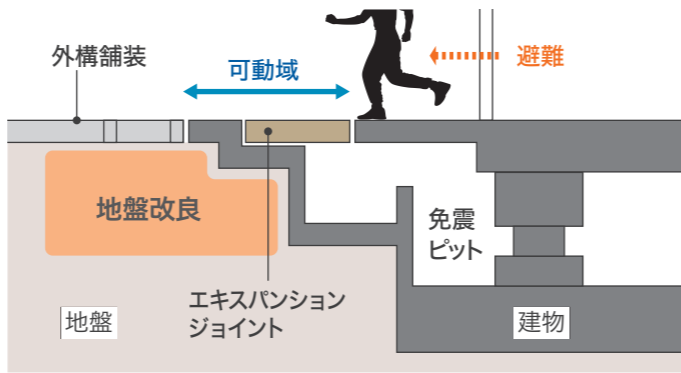 外構舗装
可動域
避難
地盤改良
免震
ピット
エキスパンション
ジョイント
地盤
建物